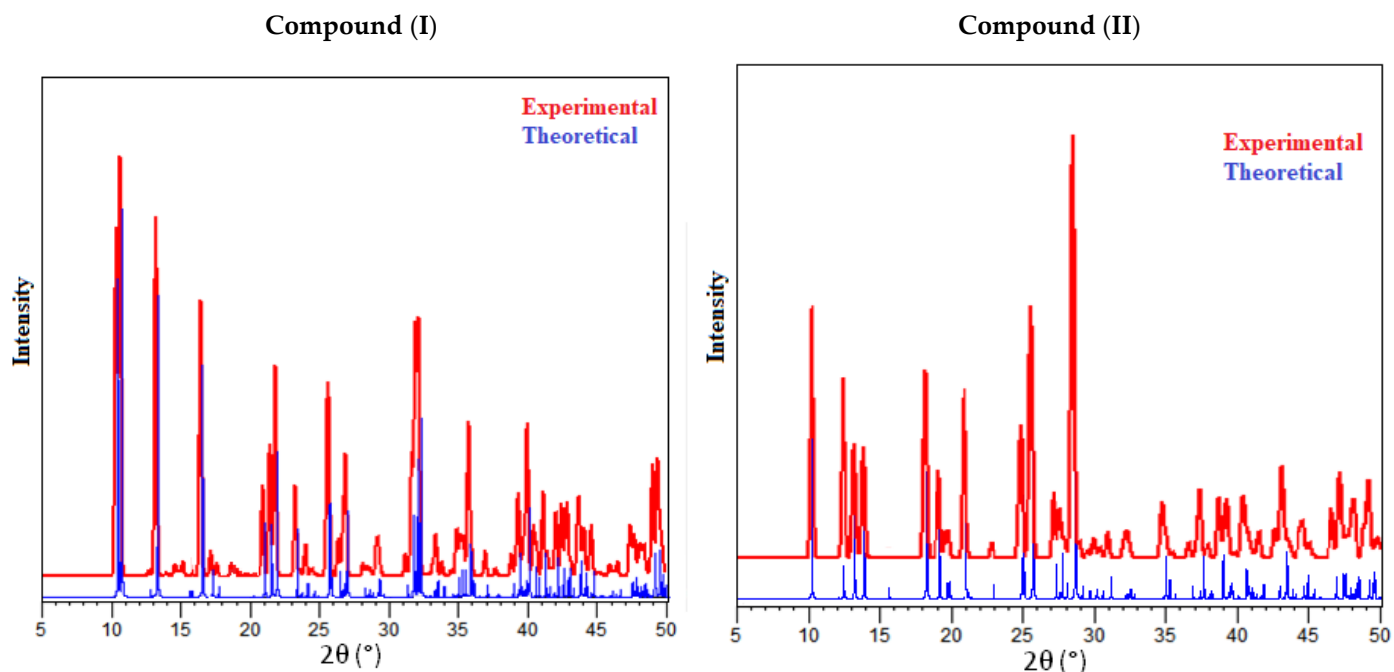 Compound (I)
Compound (II)
Experimental
Theoretical
Experimental
Theoretical
Intensity
Intensity
5 10 15 20 25 30 35 40 45 50
5 10 15 20 25 30 35 40 45 50
2θ (°)
2θ (°)